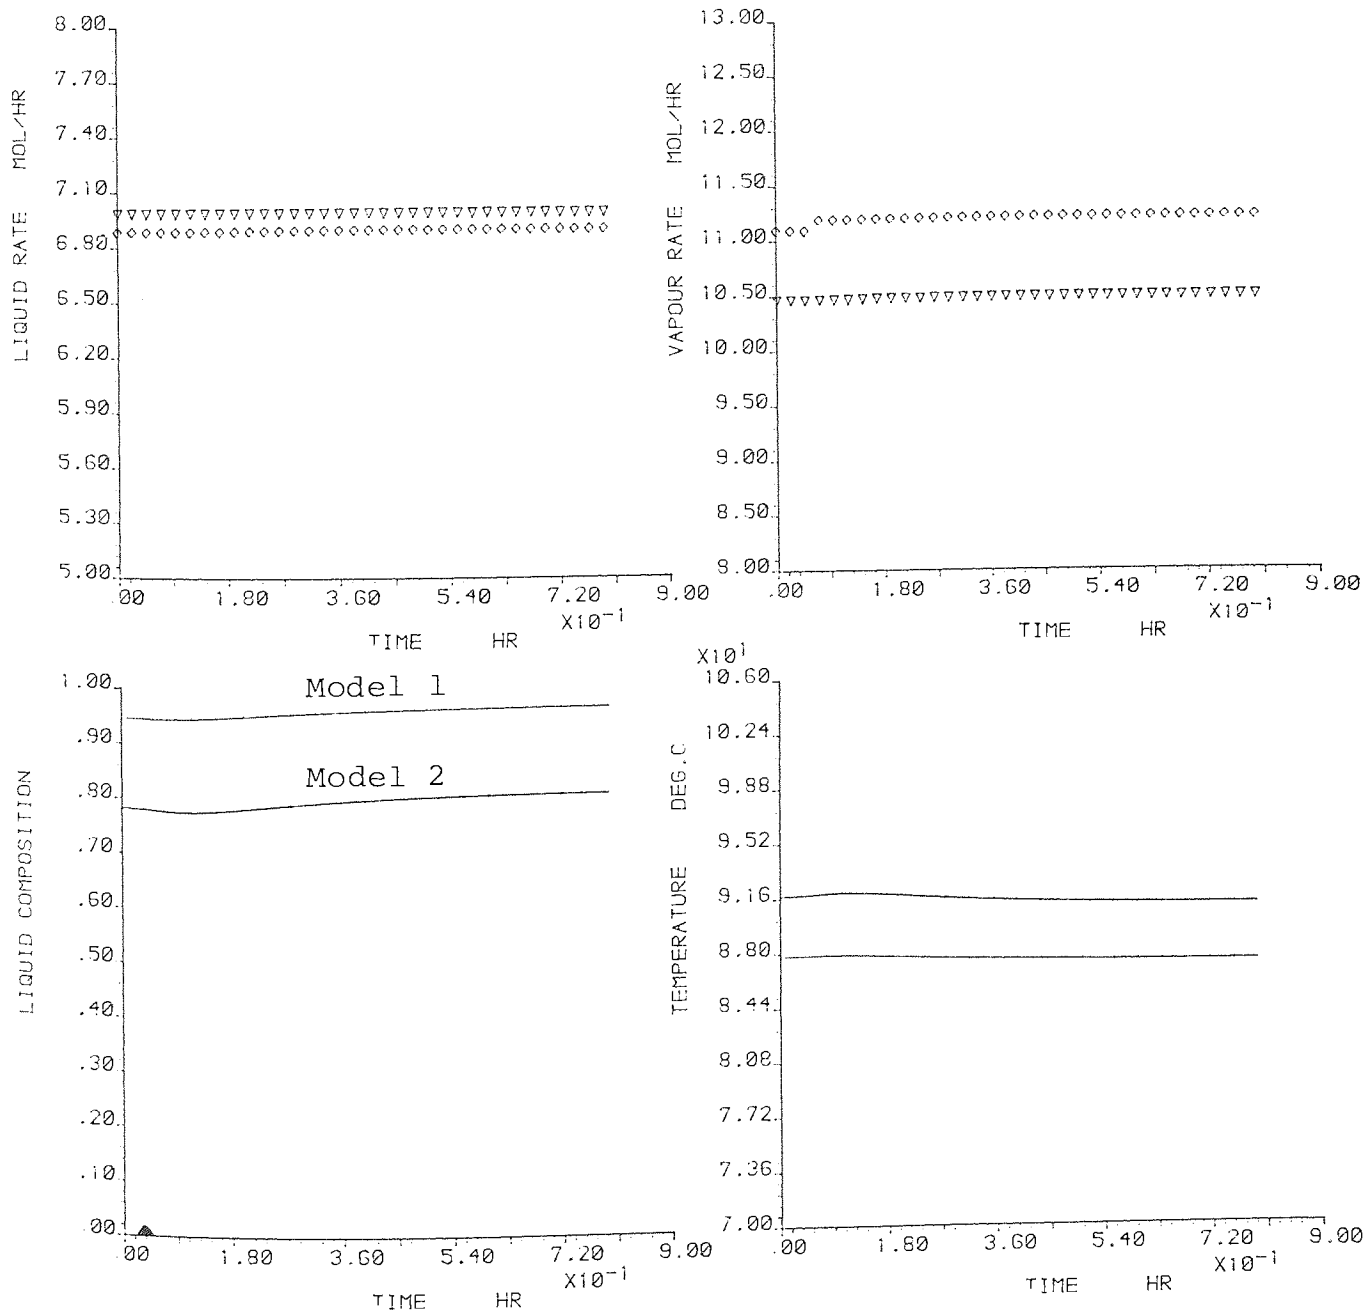 8.00
7.70
7.40
7.10
6.80
6.50
6.20
5.90
5.60
5.30
5.00
LIQUID RATE MOL/HR
.00 1.80 3.60 5.40 7.20 9.00
X10⁻¹
TIME HR
13.00
12.50
12.00
11.50
11.00
10.50
10.00
9.50
9.00
8.50
8.00
VAPOUR RATE MOL/HR
.00 1.80 3.60 5.40 7.20 9.00
X10⁻¹
TIME HR
1.00
.90
.80
.70
.60
.50
.40
.30
.20
.10
.00
LIQUID COMPOSITION
Model 1
Model 2
.00 1.80 3.60 5.40 7.20 9.00
X10⁻¹
TIME HR
X10¹
10.60
10.24
9.88
9.52
9.16
8.80
8.44
8.08
7.72
7.36
7.00
TEMPERATURE DEG.C
.00 1.80 3.60 5.40 7.20 9.00
X10⁻¹
TIME HR